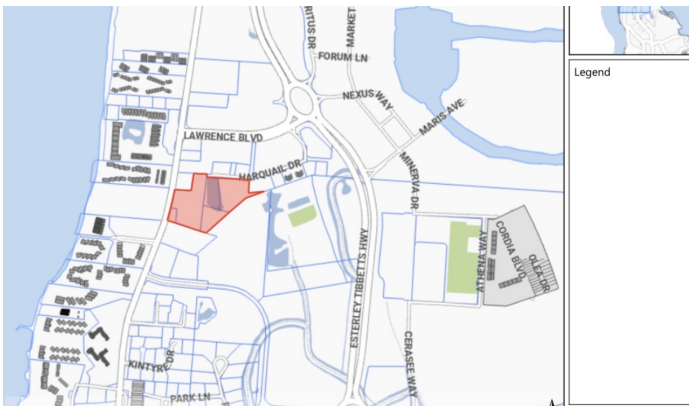 RITUS DR
MARKET
FORUM LN
NEXUS WAY
MARIS AVE
LAWRENCE BLVD
HARQUAIL DR
MINERVA DR
ESTERLEY TIBBETTS HWY
ATHENA WAY
CORDIA BLVD
OLEA DR
CERASEE WAY
KINTYRE DR
PARK LN
Legend